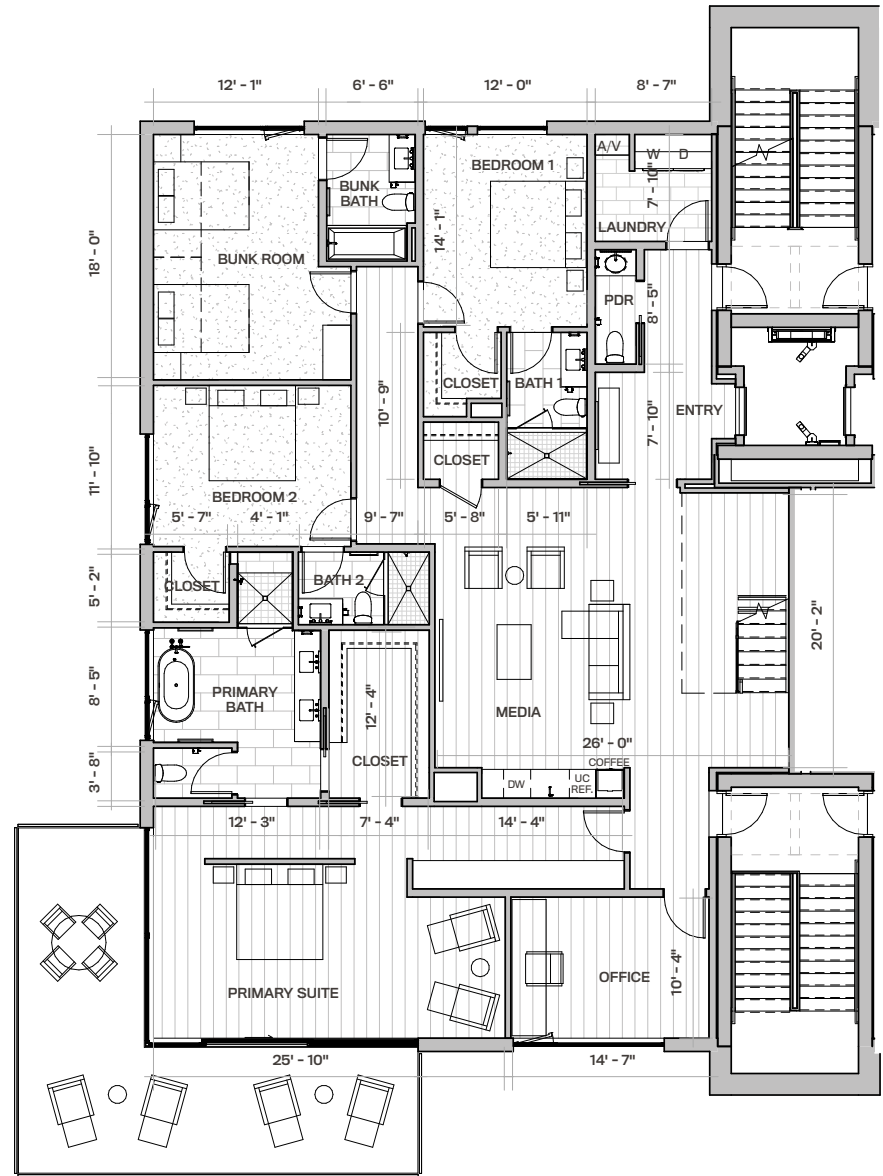 12' - 1" 6' - 6" 12' - 0" 8' - 7"
A/V W D
BEDROOM 1
BUNK
BATH
7' - 10"
LAUNDRY
18' - 0"
BUNK ROOM
14' - 1"
PDR
8' - 5"
CLOSET BATH 1
10' - 9"
7' - 10"
ENTRY
CLOSET
11' - 10"
BEDROOM 2
5' - 7" 4' - 1" 9' - 7" 5' - 8" 5' - 11"
5' - 2"
CLOSET
BATH 2
20' - 2"
8' - 5"
PRIMARY
BATH
12' - 4"
MEDIA
26' - 0"
CLOSET
COFFEE
3' - 8"
DW
UC
REF.
12' - 3" 7' - 4" 14' - 4"
PRIMARY SUITE
OFFICE
10' - 4"
25' - 10" 14' - 7"